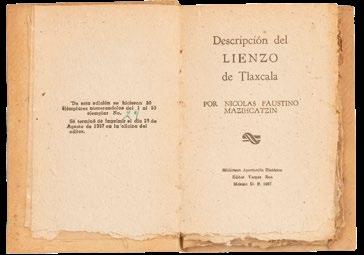 "De esta edición se hicieron 50
Ejemplares numerandolos del 1 al 50
ejemplar No.
Se terminó de imprimir el día 15 de
Agosto de 1957 en la oficina del
editor.
Descripción del
LIENZO
de Tlaxcala
POR NICOLAS FAUSTINO
MAZIHCATZIN
Biblioteca Aportación Histórica
Editor Vargas Rea
México D. F. 1957